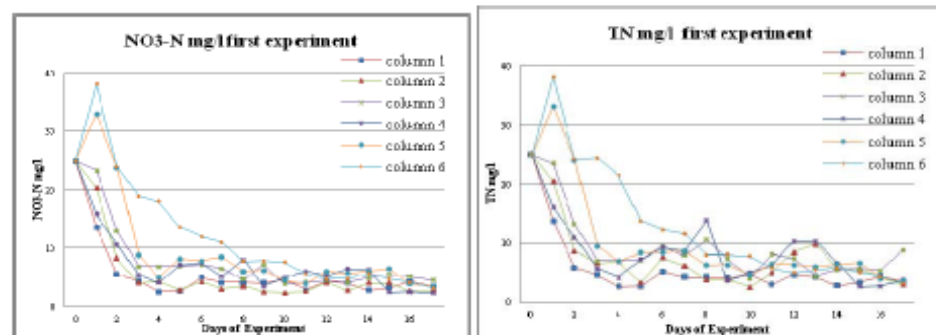 NO3-N mg/l first experiment
column 1
column 2
column 3
column 4
column 5
column 6
NO3-N mg/l
40
30
20
10
0
0 2 4 6 8 10 12 14 16
Days of Experiment
TN mg/l first experiment
column 1
column 2
column 3
column 4
column 5
column 6
TN mg/l
40
30
20
10
0
0 2 4 6 8 10 12 14 16
Days of Experiment